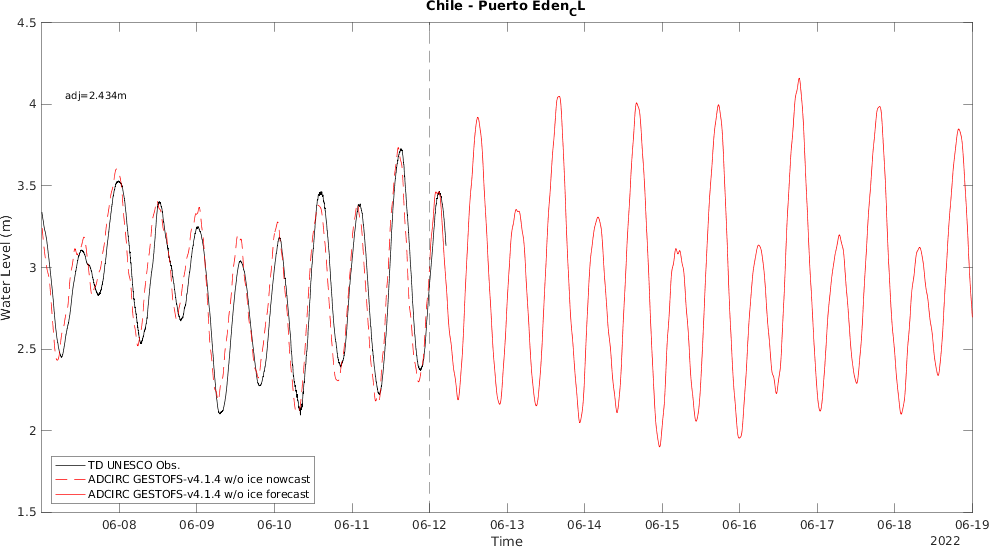 Chile - Puerto Eden_CL
4.5
4
3.5
3
2.5
2
1.5
Water Level (m)
adj=2.434m
TD UNESCO Obs.
ADCIRC GESTOFS-v4.1.4 w/o ice nowcast
ADCIRC GESTOFS-v4.1.4 w/o ice forecast
06-08 06-09 06-10 06-11 06-12 06-13 06-14 06-15 06-16 06-17 06-18 06-19
Time
2022